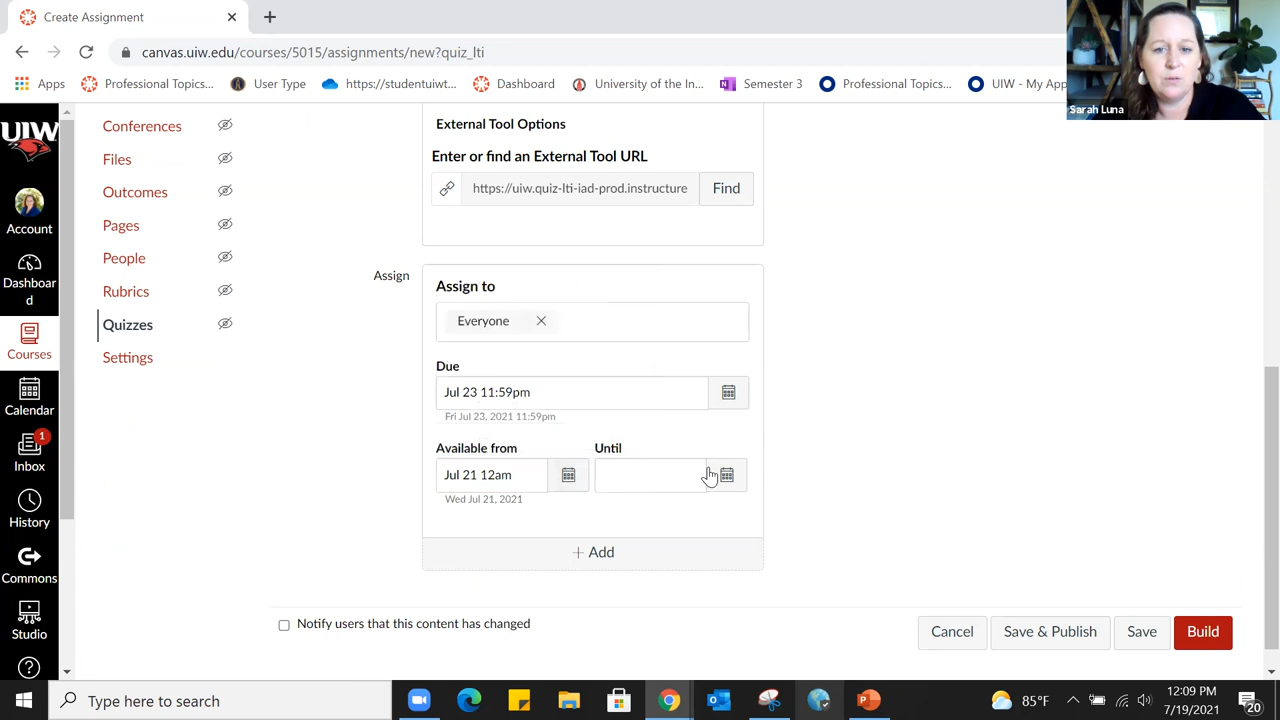 Create Assignment
canvas.uiw.edu/courses/5015/assignments/new?quiz_lti
Apps
Professional Topics...
User Type
https://studentuiwt...
Dashboard
University of the In...
Semester 3
Professional Topics...
UIW - My App
Sarah Luna
UIW
Account
Dashboar
d
Courses
Calendar
1
Inbox
History
Commons
Studio
Conferences
Files
Outcomes
Pages
People
Rubrics
Quizzes
Settings
External Tool Options
Enter or find an External Tool URL
https://uiw.quiz-lti-iad-prod.instructure
Find
Assign
Assign to
Everyone
Due
Jul 23 11:59pm
Fri Jul 23, 2021 11:59pm
Available from
Until
Jul 21 12am
Wed Jul 21, 2021
+ Add
Notify users that this content has changed
Cancel
Save & Publish
Save
Build
Type here to search
85°F
12:09 PM
7/19/2021
20